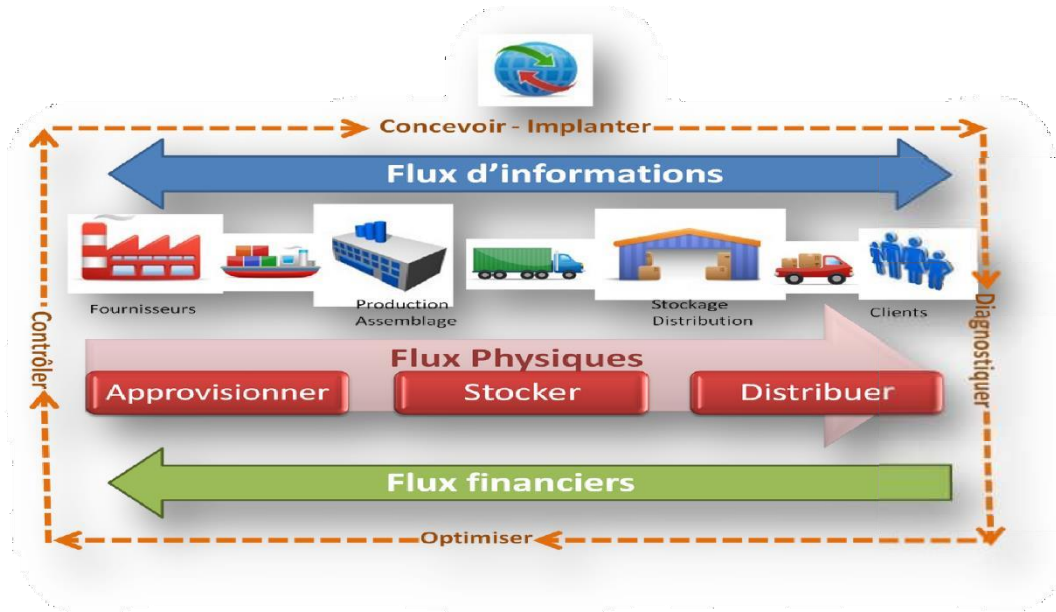 Concevoir - Implanter
Flux d'informations
Fournisseurs
Production
Assemblage
Stockage
Distribution
Clients
Contrôler
Diagnostiquer
Flux Physiques
Approvisionner
Stocker
Distribuer
Flux financiers
Optimiser